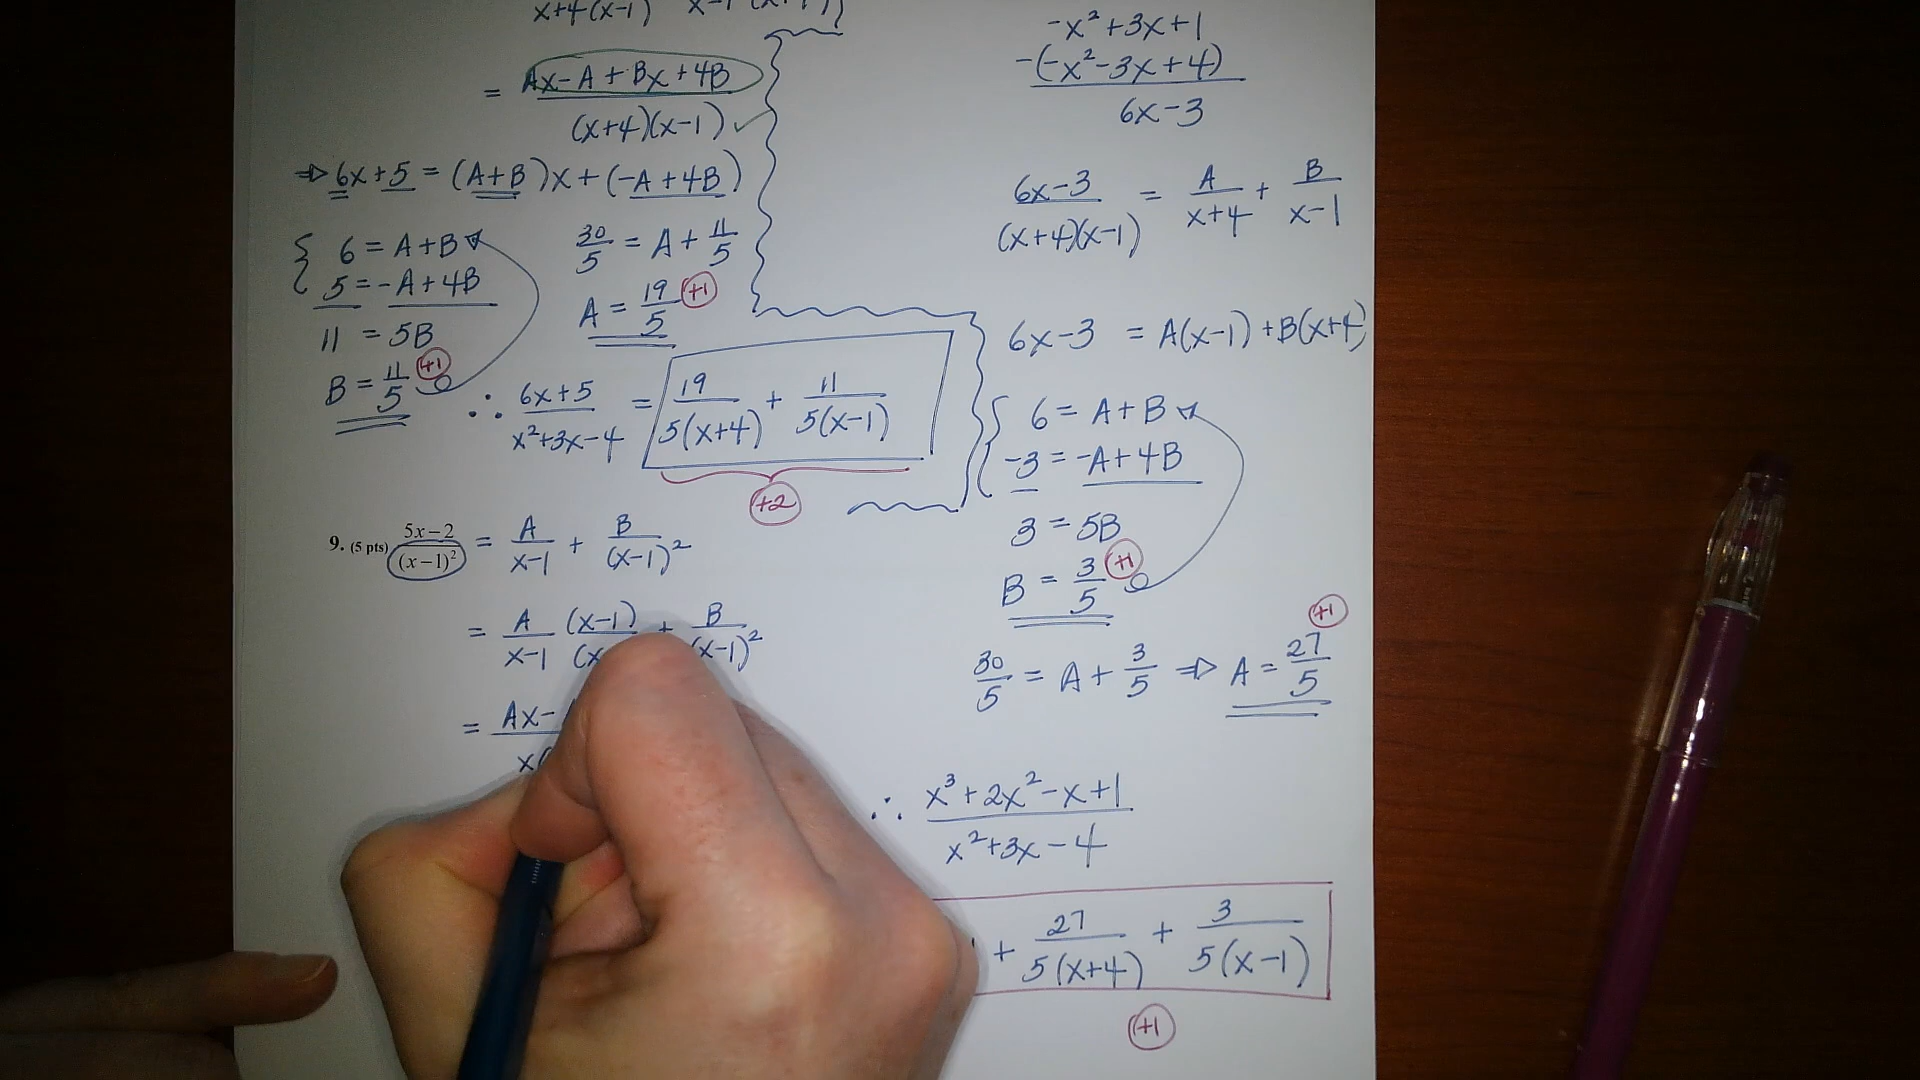 = Ax-A+Bx+4B
(x+4)(x-1) ✓
⇒ 6x+5 = (A+B)x+(-A+4B)
{ 6 = A+B
5 = -A+4B
11 = 5B
B = 11/5 +1
30/5 = A + 11/5
A = 19/5 +1
∴ 6x+5 / x²+3x-4 = 19 / 5(x+4) + 11 / 5(x-1)
+2
9. (5 pts) 5x-2 / (x-1)² = A / x-1 + B / (x-1)²
= A / x-1 (x-1) + B / (x-1)²
= Ax-
-x²+3x+1
-(-x²-3x+4)
6x-3
6x-3 / (x+4)(x-1) = A / x+4 + B / x-1
6x-3 = A(x-1)+B(x+4)
{ 6 = A+B
-3 = -A+4B
3 = 5B
B = 3/5 +1
30/5 = A + 3/5 ⇒ A = 27/5 +1
∴ x³+2x²-x+1 / x²+3x-4
+ 27 / 5(x+4) + 3 / 5(x-1)
+1